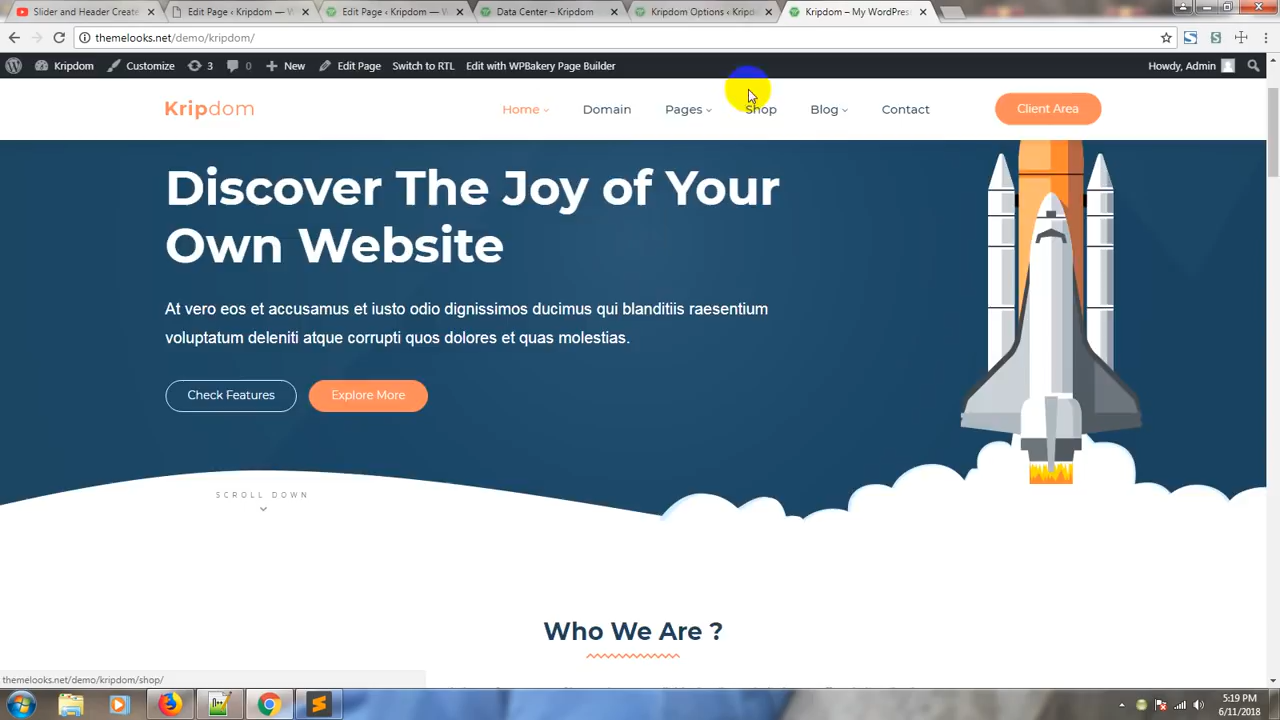 Slider and Header Create
Edit Page ‹ Kripdom — W
Edit Page ‹ Kripdom — W
Data Center – Kripdom
Kripdom Options ‹ Kripd
Kripdom – My WordPres
themelooks.net/demo/kripdom/
Kripdom
Customize
3
0
New
Edit Page
Switch to RTL
Edit with WPBakery Page Builder
Howdy, Admin
Kripdom
Home
Domain
Pages
Shop
Blog
Contact
Client Area
Discover The Joy of Your
Own Website
At vero eos et accusamus et iusto odio dignissimos ducimus qui blanditiis raesentium
voluptatum deleniti atque corrupti quos dolores et quas molestias.
Check Features
Explore More
SCROLL DOWN
Who We Are ?
themelooks.net/demo/kripdom/shop/
5:19 PM
6/11/2018